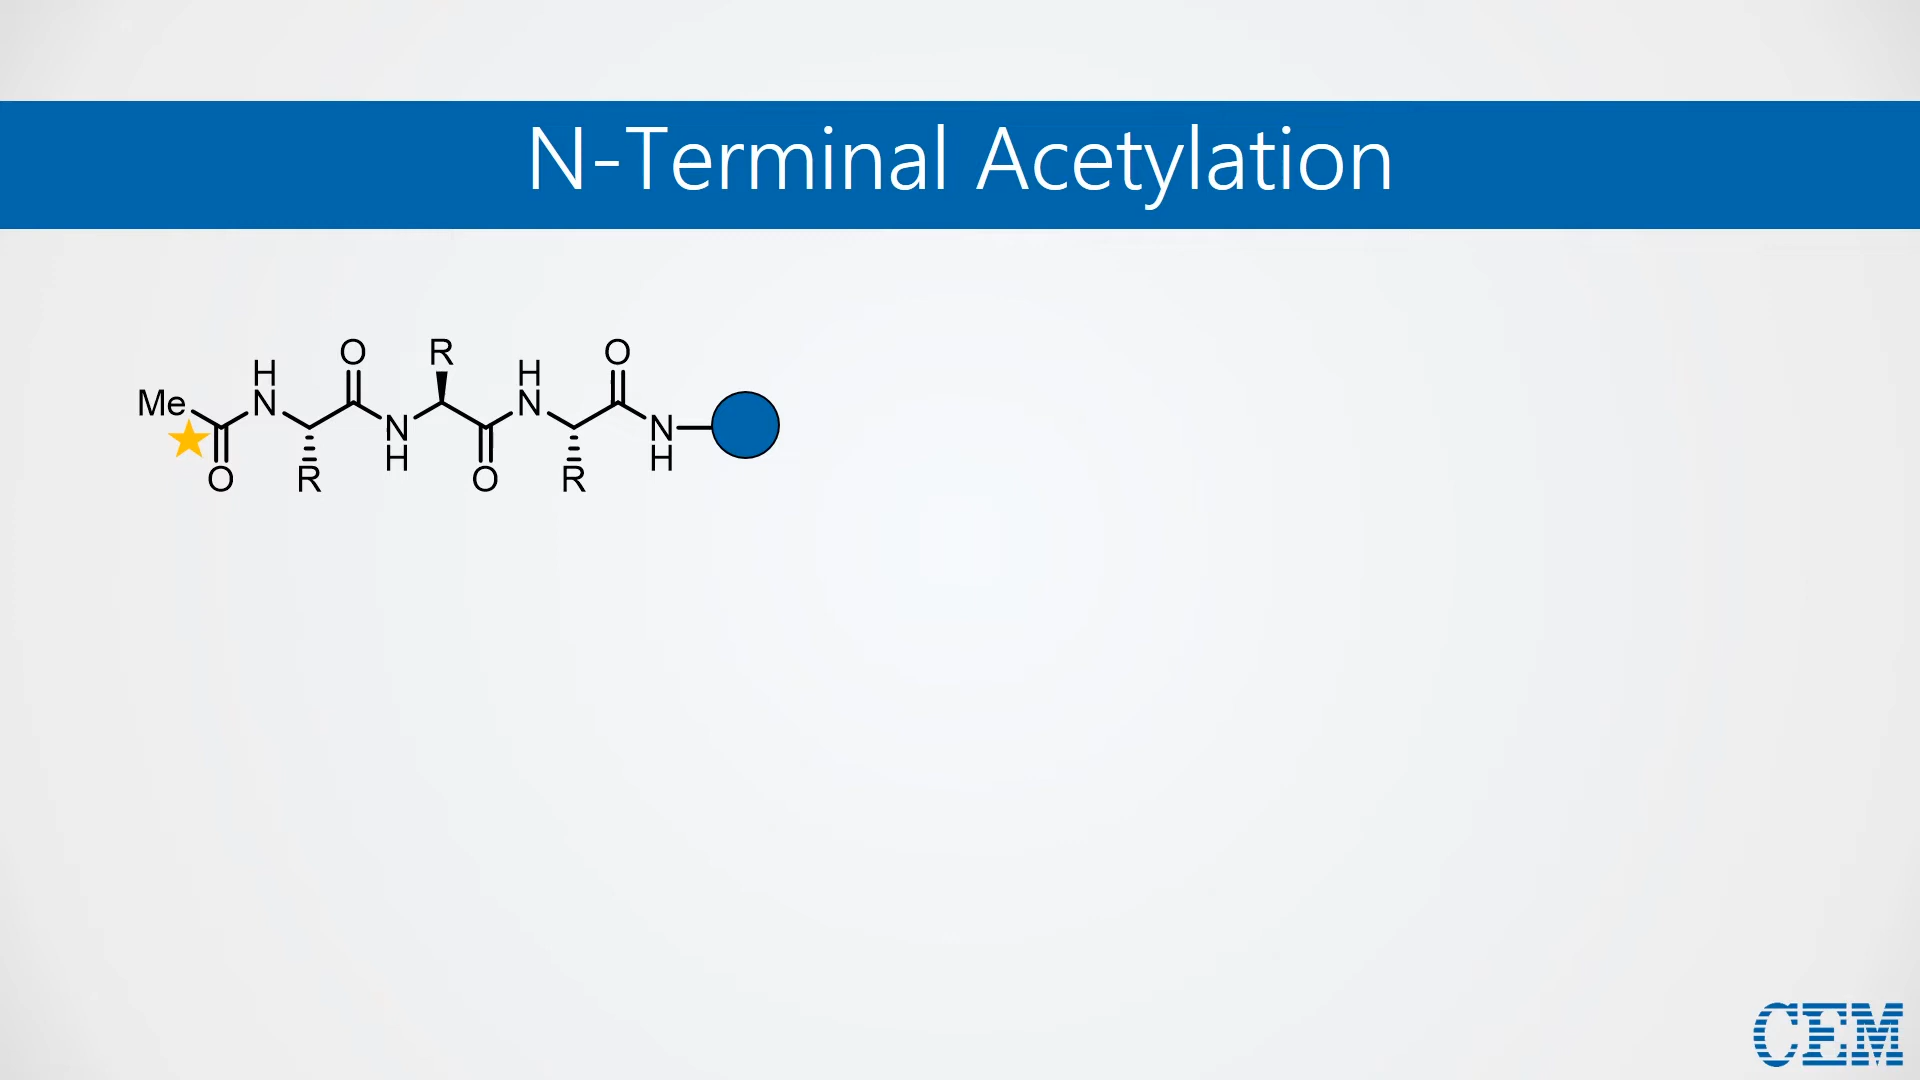 N-Terminal Acetylation
O R O
H H
Me N N
N N
H H
O R O R
CEM